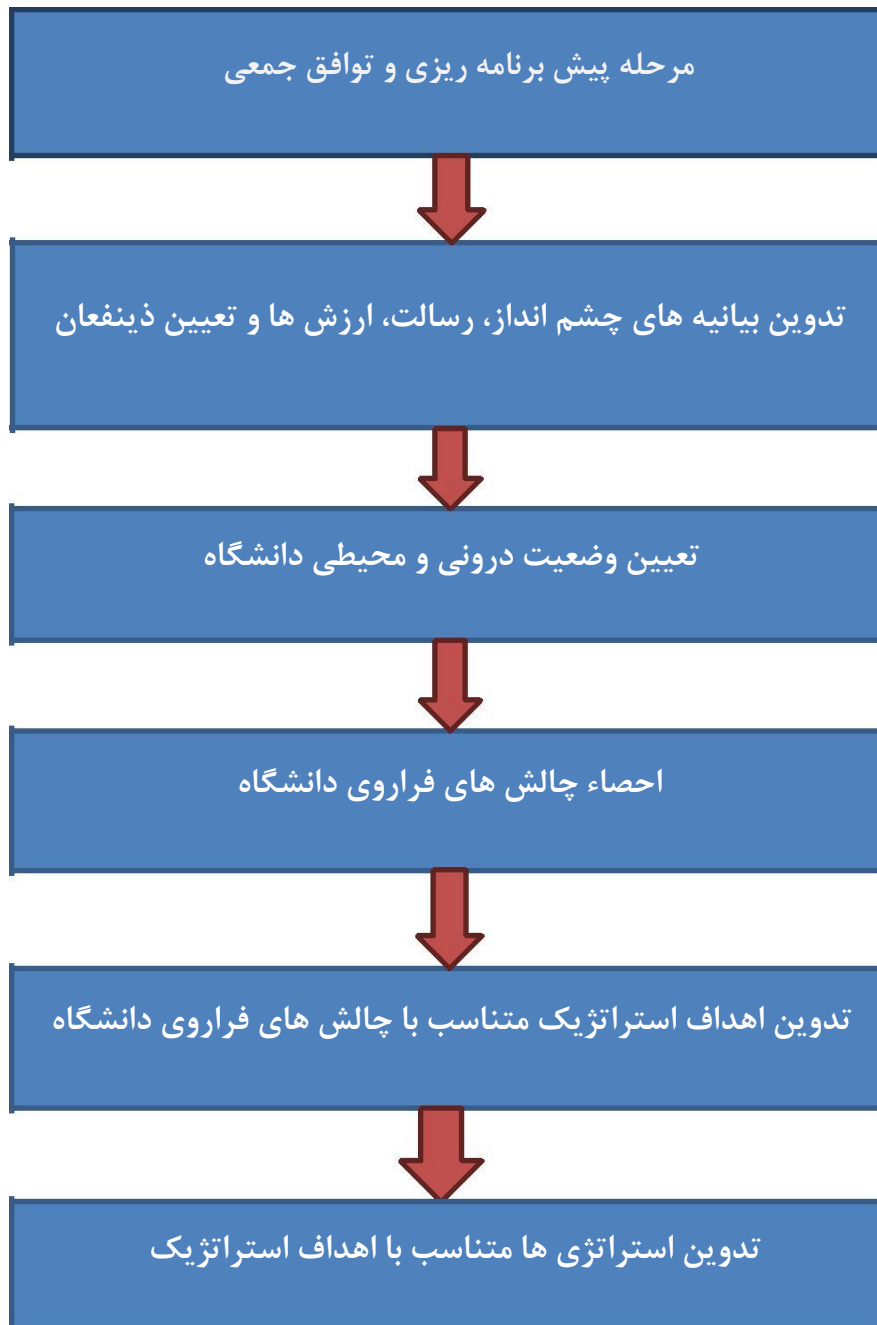 مرحله پیش برنامه ریزی و توافق جمعی
تدوین بیانیه های چشم انداز، رسالت، ارزش ها و تعیین ذینفعان
تعیین وضعیت درونی و محیطی دانشگاه
احصاء چالش های فراروی دانشگاه
تدوین اهداف استراتژیک متناسب با چالش های فراروی دانشگاه
تدوین استراتژی ها متناسب با اهداف استراتژیک